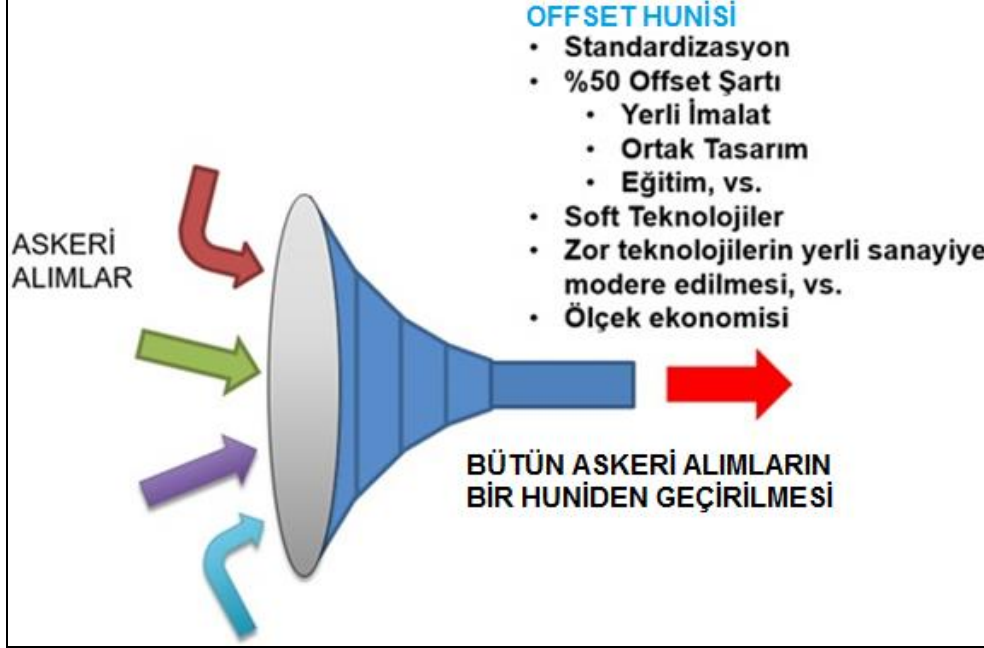 OFFSET HUNİSİ
• Standardizasyon
• %50 Offset Şartı
• Yerli İmalat
• Ortak Tasarım
• Eğitim, vs.
• Soft Teknolojiler
• Zor teknolojilerin yerli sanayiye
modere edilmesi, vs.
• Ölçek ekonomisi
ASKERİ
ALIMLAR
BÜTÜN ASKERİ ALIMLARIN
BİR HUNİDEN GEÇİRİLMESİ